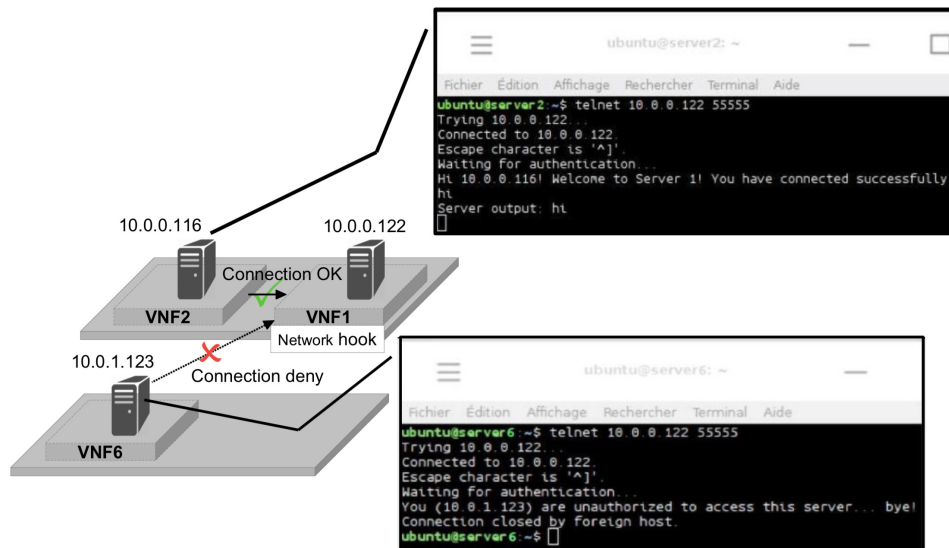 ubuntu@server2: ~
Fichier Édition Affichage Rechercher Terminal Aide
ubuntu@server2:~$ telnet 10.0.0.122 55555
Trying 10.0.0.122...
Connected to 10.0.0.122.
Escape character is '^]'.
Waiting for authentication...
Hi 10.0.0.116! Welcome to Server 1! You have connected successfully
hi
Server output: hi
10.0.0.116
10.0.0.122
Connection OK
VNF2
VNF1
Network hook
10.0.1.123
Connection deny
VNF6
ubuntu@server6: ~
Fichier Édition Affichage Rechercher Terminal Aide
ubuntu@server6:~$ telnet 10.0.0.122 55555
Trying 10.0.0.122...
Connected to 10.0.0.122.
Escape character is '^]'.
Waiting for authentication...
You (10.0.1.123) are unauthorized to access this server... bye!
Connection closed by foreign host.
ubuntu@server6:~$